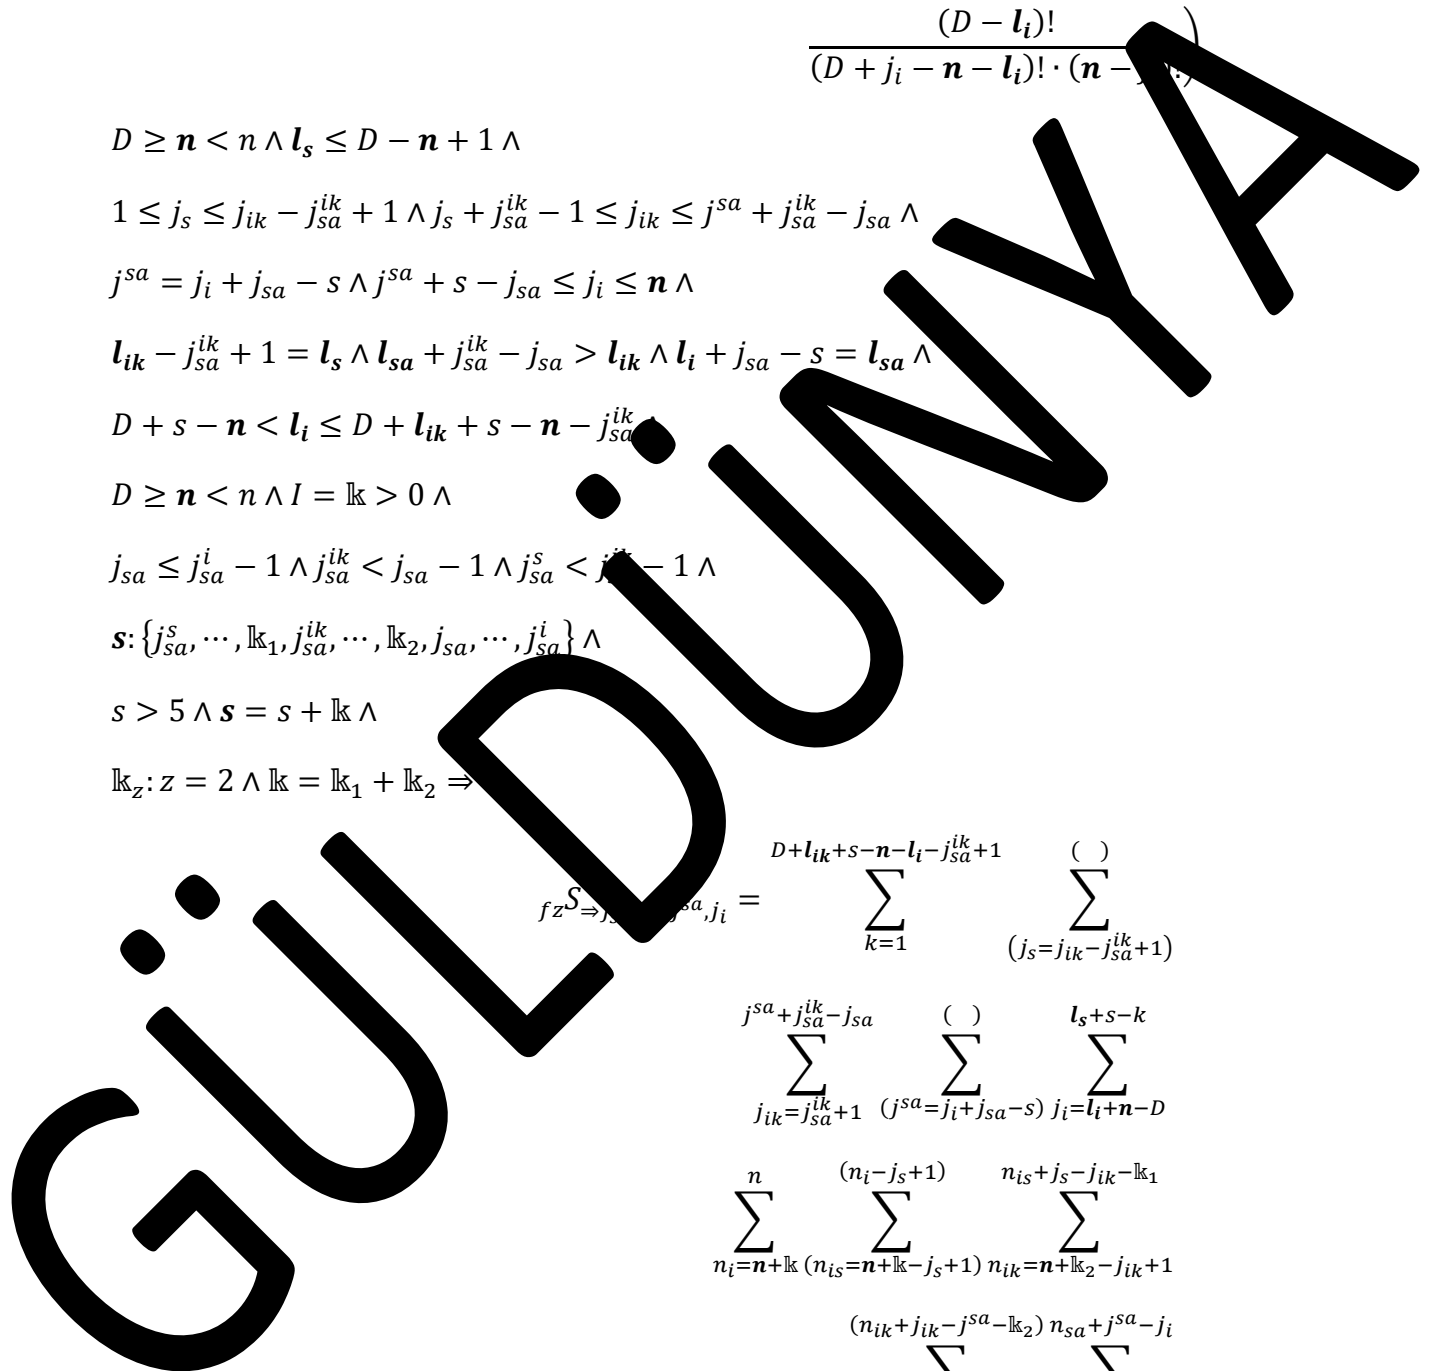 (D − l_i)!
(D + j_i − n − l_i)! · (n −
D ≥ n < n ∧ l_s ≤ D − n + 1 ∧
1 ≤ j_s ≤ j_ik − j_sa^ik + 1 ∧ j_s + j_sa^ik − 1 ≤ j_ik ≤ j^sa + j_sa^ik − j_sa ∧
j^sa = j_i + j_sa − s ∧ j^sa + s − j_sa ≤ j_i ≤ n ∧
l_ik − j_sa^ik + 1 = l_s ∧ l_sa + j_sa^ik − j_sa > l_ik ∧ l_i + j_sa − s = l_sa ∧
D + s − n < l_i ≤ D + l_ik + s − n − j_sa^ik
D ≥ n < n ∧ I = 𝕜 > 0 ∧
j_sa ≤ j_sa^i − 1 ∧ j_sa^ik < j_sa − 1 ∧ j_sa^s < − 1 ∧
s: {j_sa^s, ⋯ , 𝕜_1, j_sa^ik, ⋯ , 𝕜_2, j_sa, ⋯ , j_sa^i} ∧
s > 5 ∧ s = s + 𝕜 ∧
𝕜_z: z = 2 ∧ 𝕜 = 𝕜_1 + 𝕜_2 ⇒
D+l_ik+s−n−l_i−j_sa^ik+1 ( )
fz S ⇒ ,j_i = ∑ ∑
k=1 (j_s=j_ik−j_sa^ik+1)
j^sa+j_sa^ik−j_sa ( ) l_s+s−k
∑ ∑ ∑
j_ik=j_sa^ik+1 (j^sa=j_i+j_sa−s) j_i=l_i+n−D
n (n_i−j_s+1) n_is+j_s−j_ik−𝕜_1
∑ ∑ ∑
n_i=n+𝕜 (n_is=n+𝕜−j_s+1) n_ik=n+𝕜_2−j_ik+1
(n_ik+j_ik−j^sa−𝕜_2) n_sa+j^sa−j_i
∑ ∑
GÜLDÜNYA